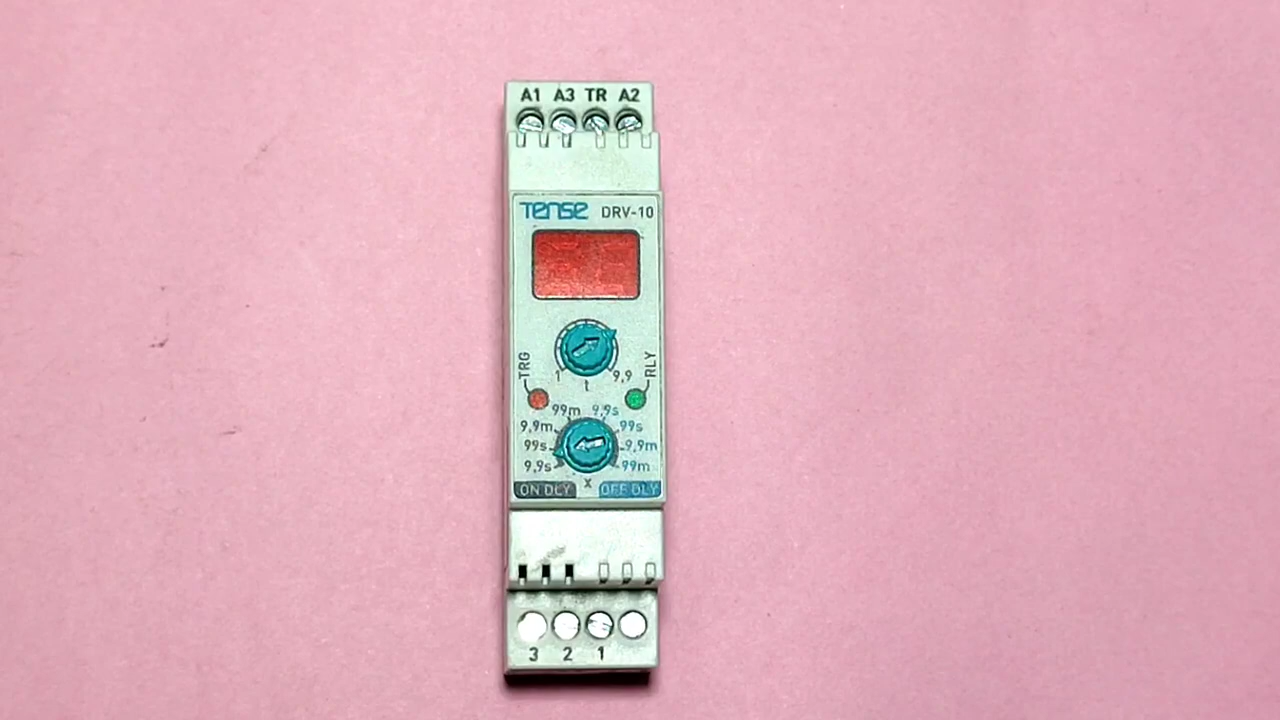 A1 A3 TR A2
Tense DRV-10
TRG
RLY
1 t 9,9
99m 9,9s
9,9m 99s
99s 9,9m
9,9s 99m
x
ON DLY OFF DLY
3 2 1